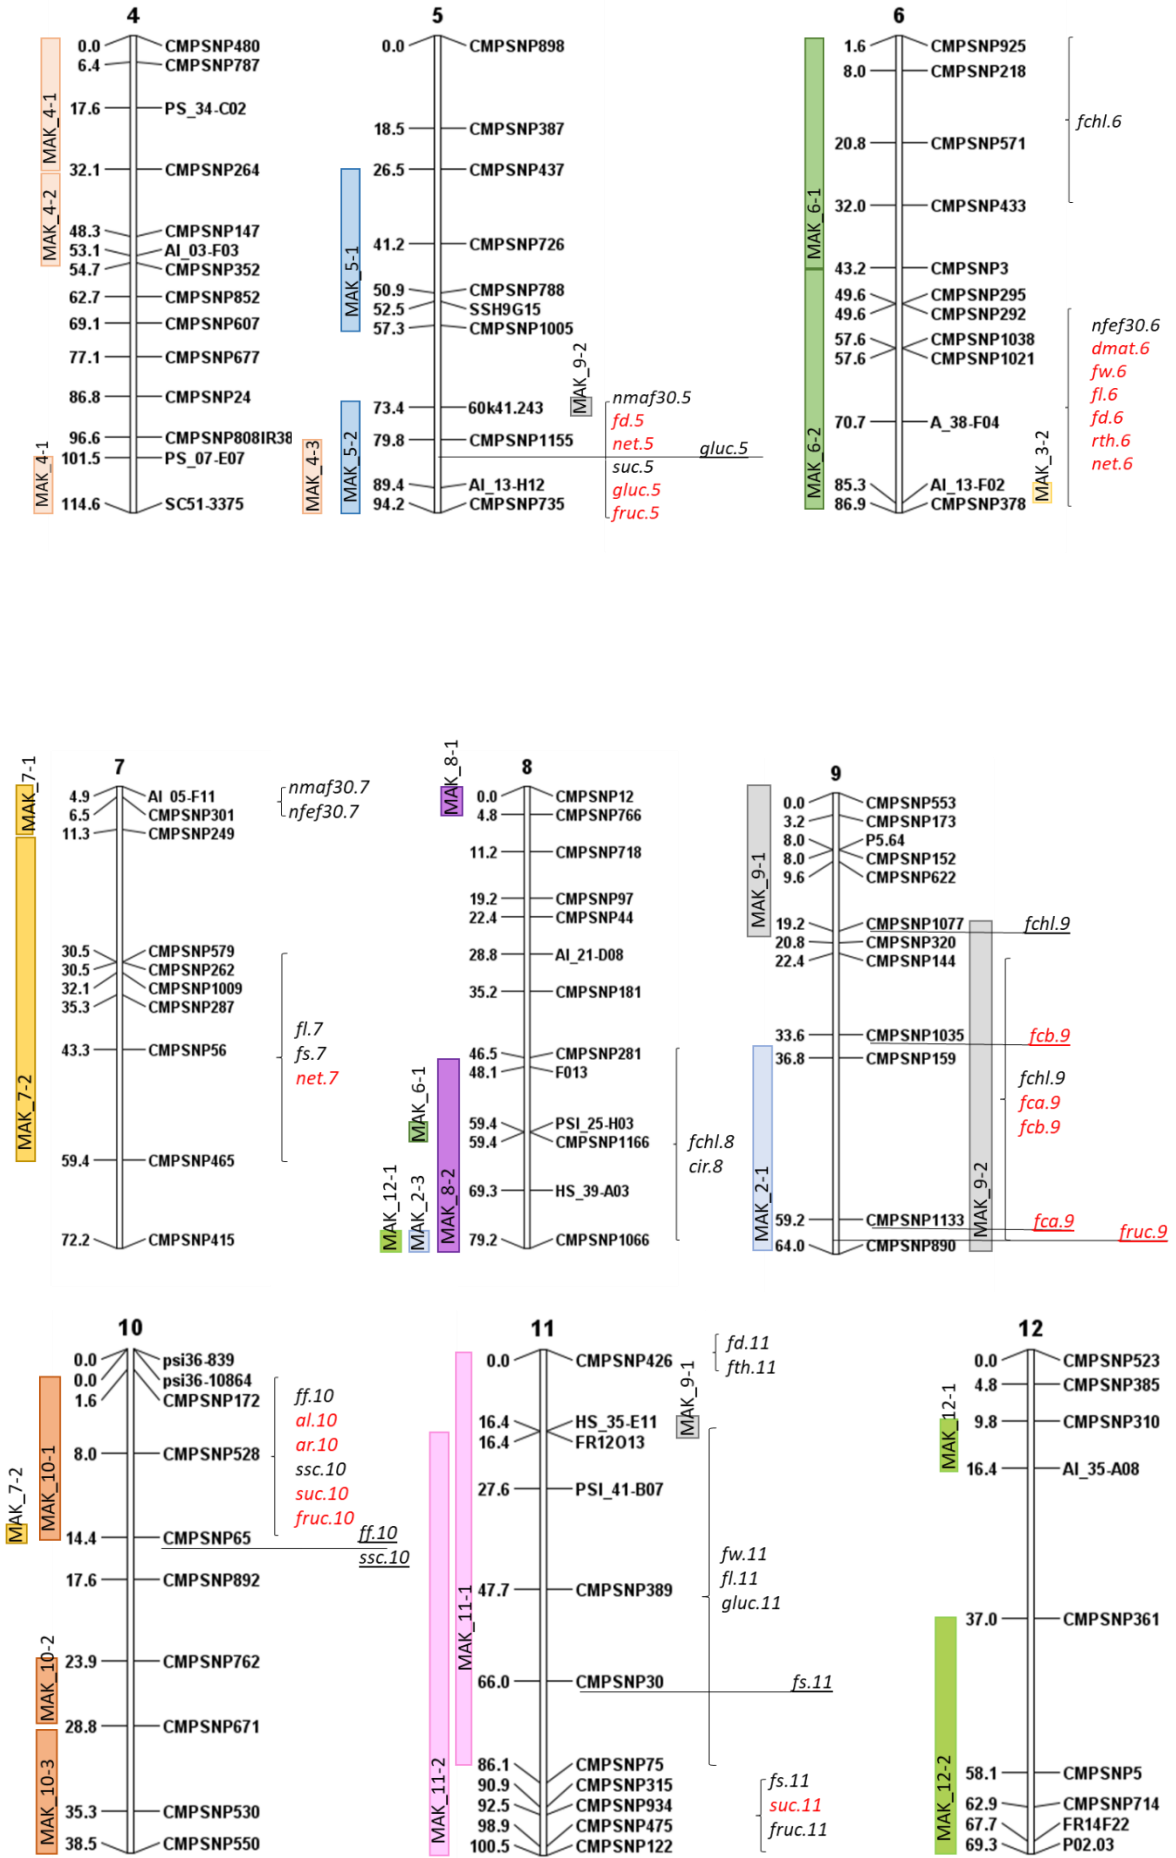 4
0.0 CMPSNP480
6.4 CMPSNP787
17.6 PS_34-C02
32.1 CMPSNP264
48.3 CMPSNP147
53.1 AI_03-F03
54.7 CMPSNP352
62.7 CMPSNP852
69.1 CMPSNP607
77.1 CMPSNP677
86.8 CMPSNP24
96.6 CMPSNP808IR38
101.5 PS_07-E07
114.6 SC51-3375
MAK_4-1
MAK_4-2
MAK_4-1
5
0.0 CMPSNP898
18.5 CMPSNP387
26.5 CMPSNP437
41.2 CMPSNP726
50.9 CMPSNP788
52.5 SSH9G15
57.3 CMPSNP1005
73.4 60k41.243
79.8 CMPSNP1155
89.4 AI_13-H12
94.2 CMPSNP735
MAK_5-1
MAK_4-3
MAK_5-2
MAK_9-2
nmaf30.5
fd.5
net.5
suc.5
gluc.5
fruc.5
gluc.5
6
1.6 CMPSNP925
8.0 CMPSNP218
20.8 CMPSNP571
32.0 CMPSNP433
43.2 CMPSNP3
49.6 CMPSNP295
49.6 CMPSNP292
57.6 CMPSNP1038
57.6 CMPSNP1021
70.7 A_38-F04
85.3 AI_13-F02
86.9 CMPSNP378
MAK_6-1
MAK_6-2
MAK_3-2
fchl.6
nfef30.6
dmat.6
fw.6
fl.6
fd.6
rth.6
net.6
7
4.9 AI_05-F11
6.5 CMPSNP301
11.3 CMPSNP249
30.5 CMPSNP579
30.5 CMPSNP262
32.1 CMPSNP1009
35.3 CMPSNP287
43.3 CMPSNP56
59.4 CMPSNP465
72.2 CMPSNP415
MAK_7-1
MAK_7-2
nmaf30.7
nfef30.7
fl.7
fs.7
net.7
8
0.0 CMPSNP12
4.8 CMPSNP766
11.2 CMPSNP718
19.2 CMPSNP97
22.4 CMPSNP44
28.8 AI_21-D08
35.2 CMPSNP181
46.5 CMPSNP281
48.1 F013
59.4 PSI_25-H03
59.4 CMPSNP1166
69.3 HS_39-A03
79.2 CMPSNP1066
MAK_8-1
MAK_6-1
MAK_12-1
MAK_2-3
MAK_8-2
fchl.8
cir.8
9
0.0 CMPSNP553
3.2 CMPSNP173
8.0 P5.64
8.0 CMPSNP152
9.6 CMPSNP622
19.2 CMPSNP1077
20.8 CMPSNP320
22.4 CMPSNP144
33.6 CMPSNP1035
36.8 CMPSNP159
59.2 CMPSNP1133
64.0 CMPSNP890
MAK_9-1
MAK_2-1
MAK_9-2
fchl.9
fcb.9
fchl.9
fca.9
fcb.9
fca.9
fruc.9
10
0.0 psi36-839
0.0 psi36-10864
1.6 CMPSNP172
8.0 CMPSNP528
14.4 CMPSNP65
17.6 CMPSNP892
23.9 CMPSNP762
28.8 CMPSNP671
35.3 CMPSNP530
38.5 CMPSNP550
MAK_7-2
MAK_10-1
MAK_10-2
MAK_10-3
ff.10
al.10
ar.10
ssc.10
suc.10
fruc.10
ff.10
ssc.10
11
0.0 CMPSNP426
16.4 HS_35-E11
16.4 FR12O13
27.6 PSI_41-B07
47.7 CMPSNP389
66.0 CMPSNP30
86.1 CMPSNP75
90.9 CMPSNP315
92.5 CMPSNP934
98.9 CMPSNP475
100.5 CMPSNP122
MAK_11-2
MAK_11-1
MAK_9-1
fd.11
fth.11
fw.11
fl.11
gluc.11
fs.11
fs.11
suc.11
fruc.11
12
0.0 CMPSNP523
4.8 CMPSNP385
9.8 CMPSNP310
16.4 AI_35-A08
37.0 CMPSNP361
58.1 CMPSNP5
62.9 CMPSNP714
67.7 FR14F22
69.3 P02.03
MAK_12-1
MAK_12-2